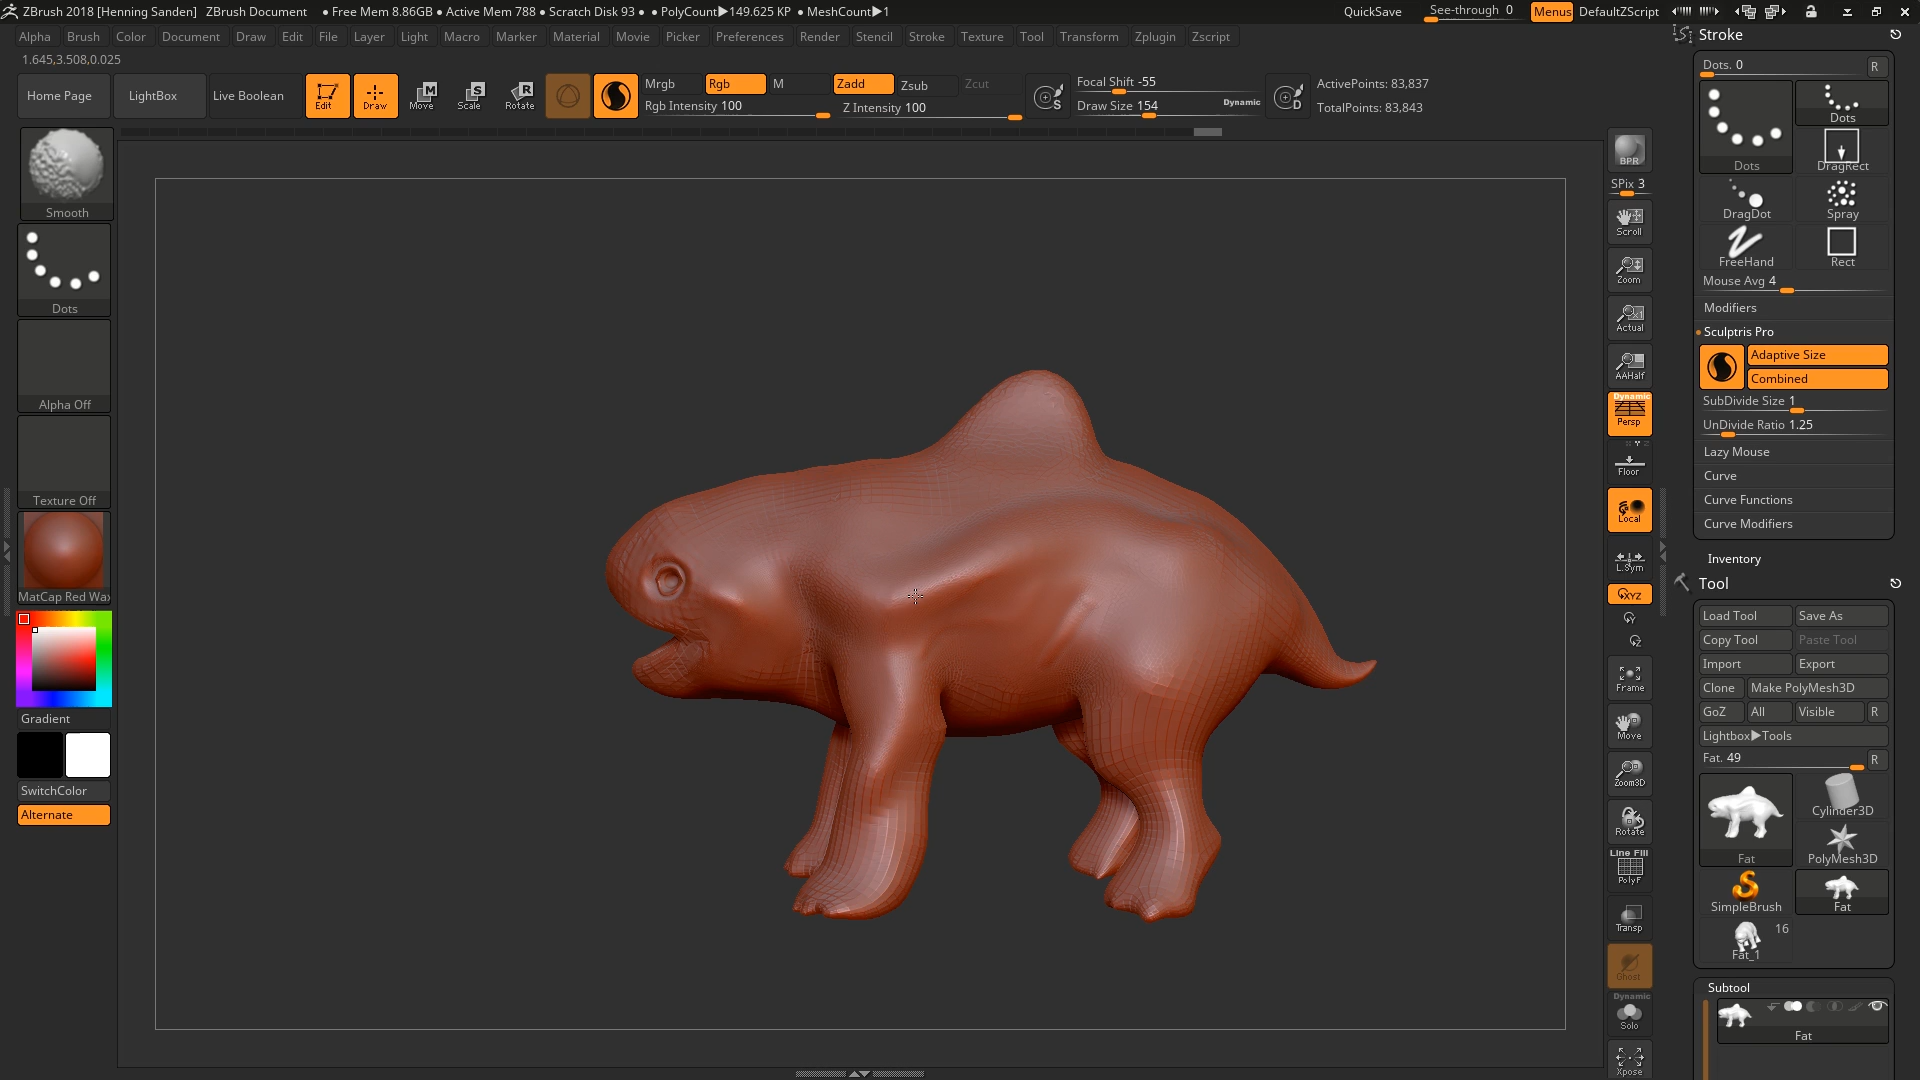 ZBrush 2018 [Henning Sanden] ZBrush Document • Free Mem 8.86GB • Active Mem 788 • Scratch Disk 93 • • PolyCount▶149.625 KP • MeshCount▶1 QuickSave See-through 0 Menus DefaultZScript
Alpha Brush Color Document Draw Edit File Layer Light Macro Marker Material Movie Picker Preferences Render Stencil Stroke Texture Tool Transform Zplugin Zscript
1.645,3.508,0.025
Home Page LightBox Live Boolean Edit Draw Move Scale Rotate
M S R
Mrgb Rgb M Zadd Zsub Zcut
Rgb Intensity 100 Z Intensity 100
S Focal Shift -55
Draw Size 154 Dynamic D
ActivePoints: 83,837
TotalPoints: 83,843
Smooth
Dots
Alpha Off
Texture Off
MatCap Red Wax
Gradient
SwitchColor
Alternate
BPR
SPix 3
Scroll
Zoom
Actual
AAHalf
Dynamic
Persp
Floor
Local
L.Sym
XYZ
Y
Z
Frame
Move
Zoom3D
Rotate
Line Fill
PolyF
Transp
Ghost
Dynamic
Solo
Xpose
Stroke
Dots. 0 R
Dots Dots
DragRect
DragDot Spray
FreeHand Rect
Mouse Avg 4
Modifiers
Sculptris Pro
Adaptive Size
Combined
SubDivide Size 1
UnDivide Ratio 1.25
Lazy Mouse
Curve
Curve Functions
Curve Modifiers
Inventory
Tool
Load Tool Save As
Copy Tool Paste Tool
Import Export
Clone Make PolyMesh3D
GoZ All Visible R
Lightbox▶Tools
Fat. 49 R
Fat Cylinder3D
PolyMesh3D
SimpleBrush Fat
16
Fat_1
Subtool
Fat